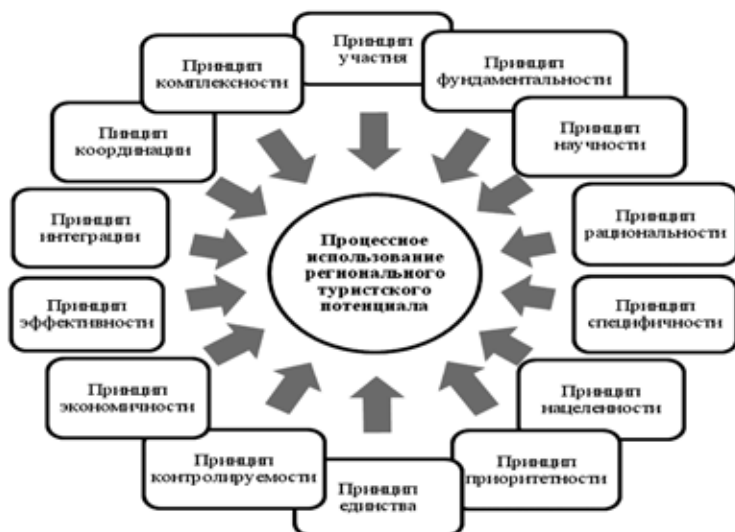 Принцип
участия
Принцип
фундаментальности
Принцип
научности
Принцип
рациональности
Принцип
специфичности
Принцип
нацеленности
Принцип
приоритетности
Принцип
единства
Принцип
контролируемости
Принцип
экономичности
Принцип
эффективности
Принцип
интеграции
Пинцип
координации
Принцип
комплексности
Процессное
использование
регионального
туристского
потенциала